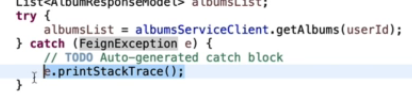 List<AlbumResponseModel> albumsList;
try {
albumsList = albumsServiceClient.getAlbums(userId);
} catch (FeignException e) {
// TODO Auto-generated catch block
e.printStackTrace();
}